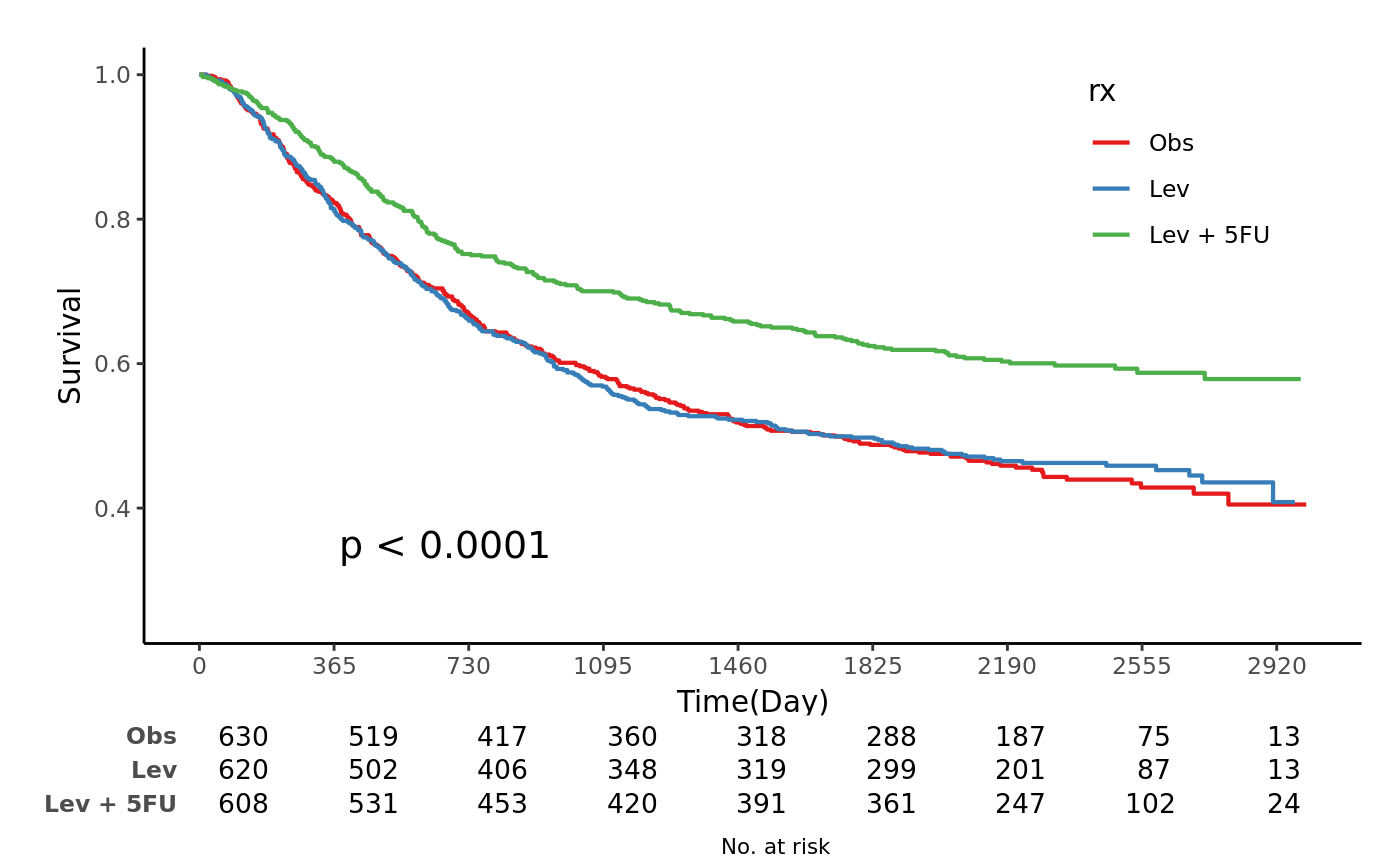 rx
Obs
Lev
Lev + 5FU
Survival
1.0
0.8
0.6
0.4
p < 0.0001
0 365 730 1095 1460 1825 2190 2555 2920
Time(Day)
Obs 630 519 417 360 318 288 187 75 13
Lev 620 502 406 348 319 299 201 87 13
Lev + 5FU 608 531 453 420 391 361 247 102 24
No. at risk